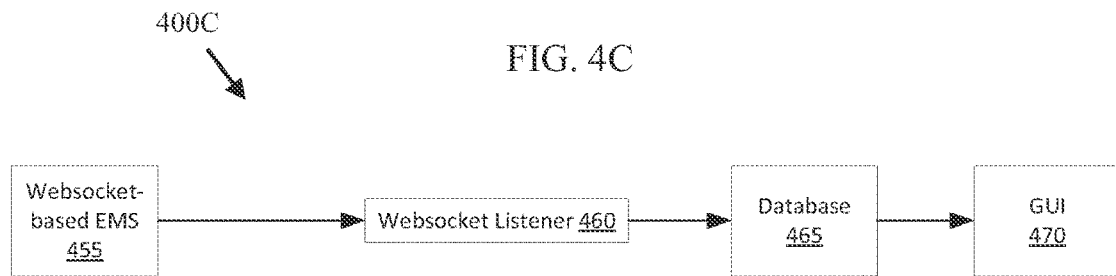 400C
FIG. 4C
Websocket-
based EMS
455
Websocket Listener 460
Database
465
GUI
470